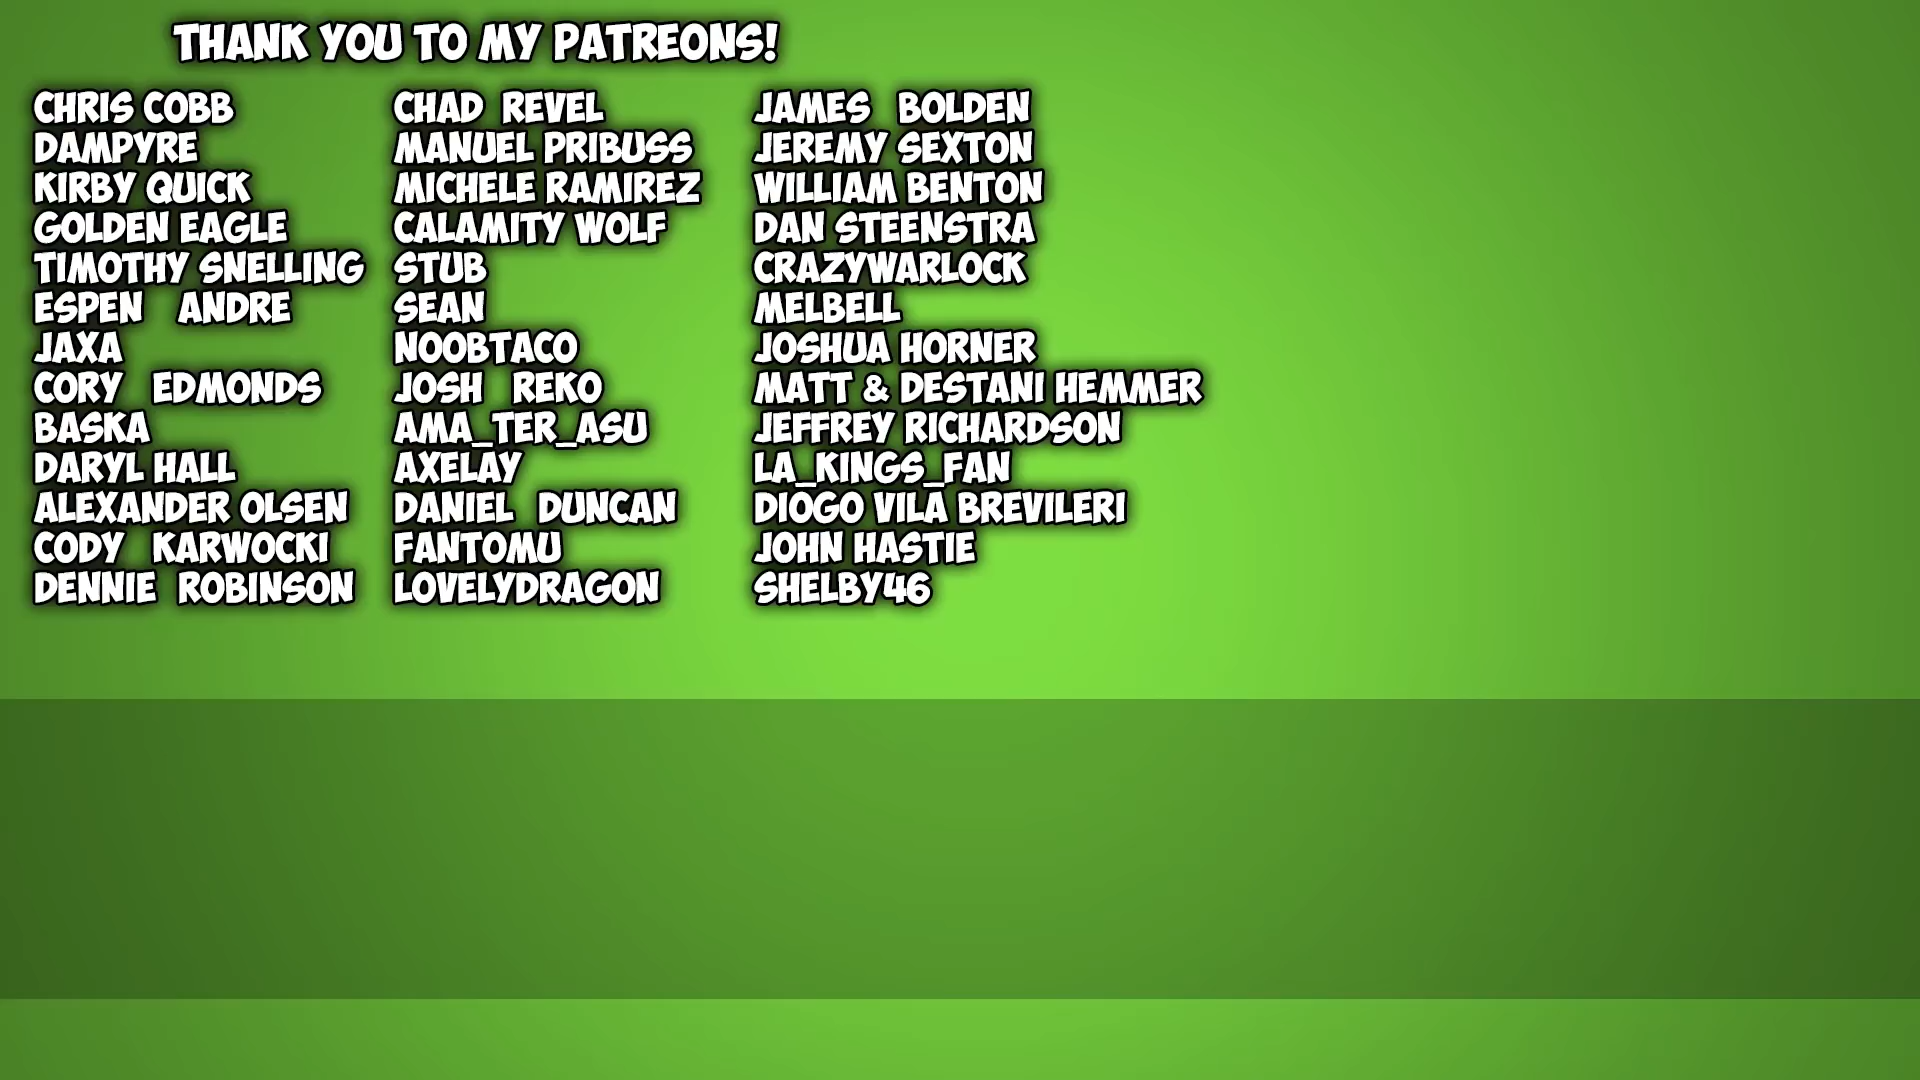 THANK YOU TO MY PATREONS!
CHRIS COBB
DAMPYRE
KIRBY QUICK
GOLDEN EAGLE
TIMOTHY SNELLING
ESPEN ANDRE
JAXA
CORY EDMONDS
BASKA
DARYL HALL
ALEXANDER OLSEN
CODY KARWOCKI
DENNIE ROBINSON
CHAD REVEL
MANUEL PRIBUSS
MICHELE RAMIREZ
CALAMITY WOLF
STUB
SEAN
NOOBTACO
JOSH REKO
AMA_TER_ASU
AXELAY
DANIEL DUNCAN
FANTOMU
LOVELYDRAGON
JAMES BOLDEN
JEREMY SEXTON
WILLIAM BENTON
DAN STEENSTRA
CRAZYWARLOCK
MELBELL
JOSHUA HORNER
MATT & DESTANI HEMMER
JEFFREY RICHARDSON
LA_KINGS_FAN
DIOGO VILA BREVILERI
JOHN HASTIE
SHELBY46